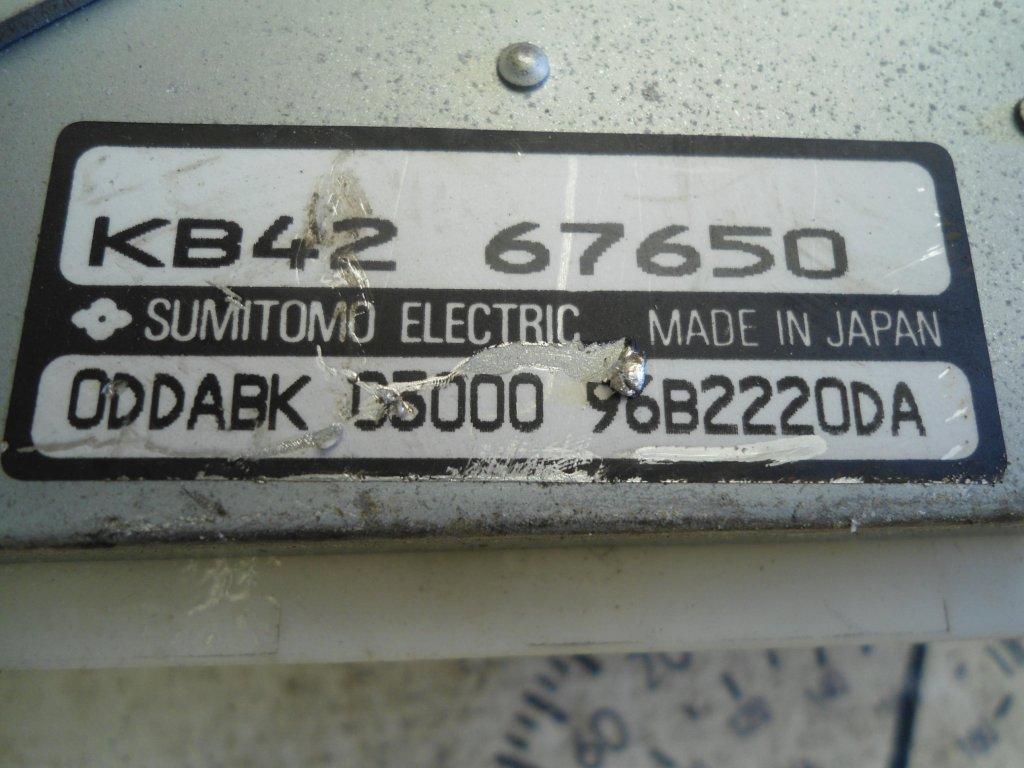 KB42 67650
SUMITOMO ELECTRIC MADE IN JAPAN
0DDABK 96B2220DA